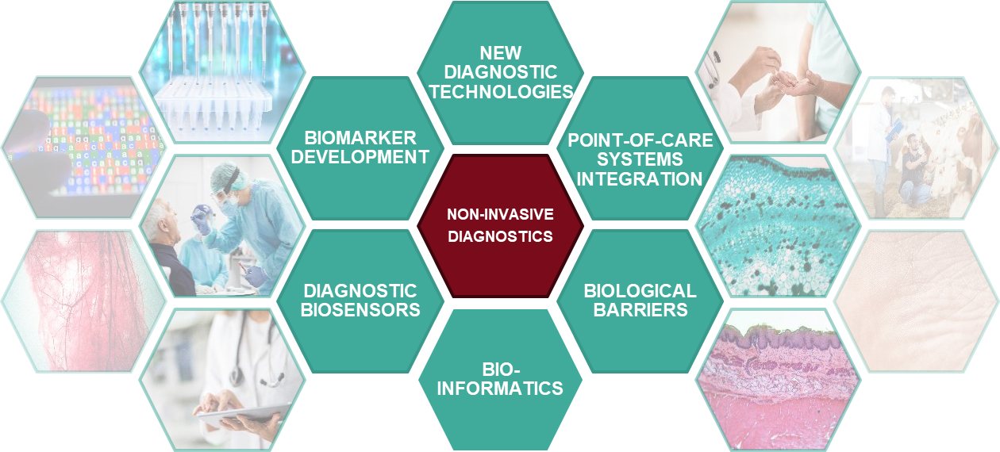 NEW
DIAGNOSTIC
TECHNOLOGIES
BIOMARKER
DEVELOPMENT
POINT-OF-CARE
SYSTEMS
INTEGRATION
NON-INVASIVE
DIAGNOSTICS
DIAGNOSTIC
BIOSENSORS
BIOLOGICAL
BARRIERS
BIO-
INFORMATICS